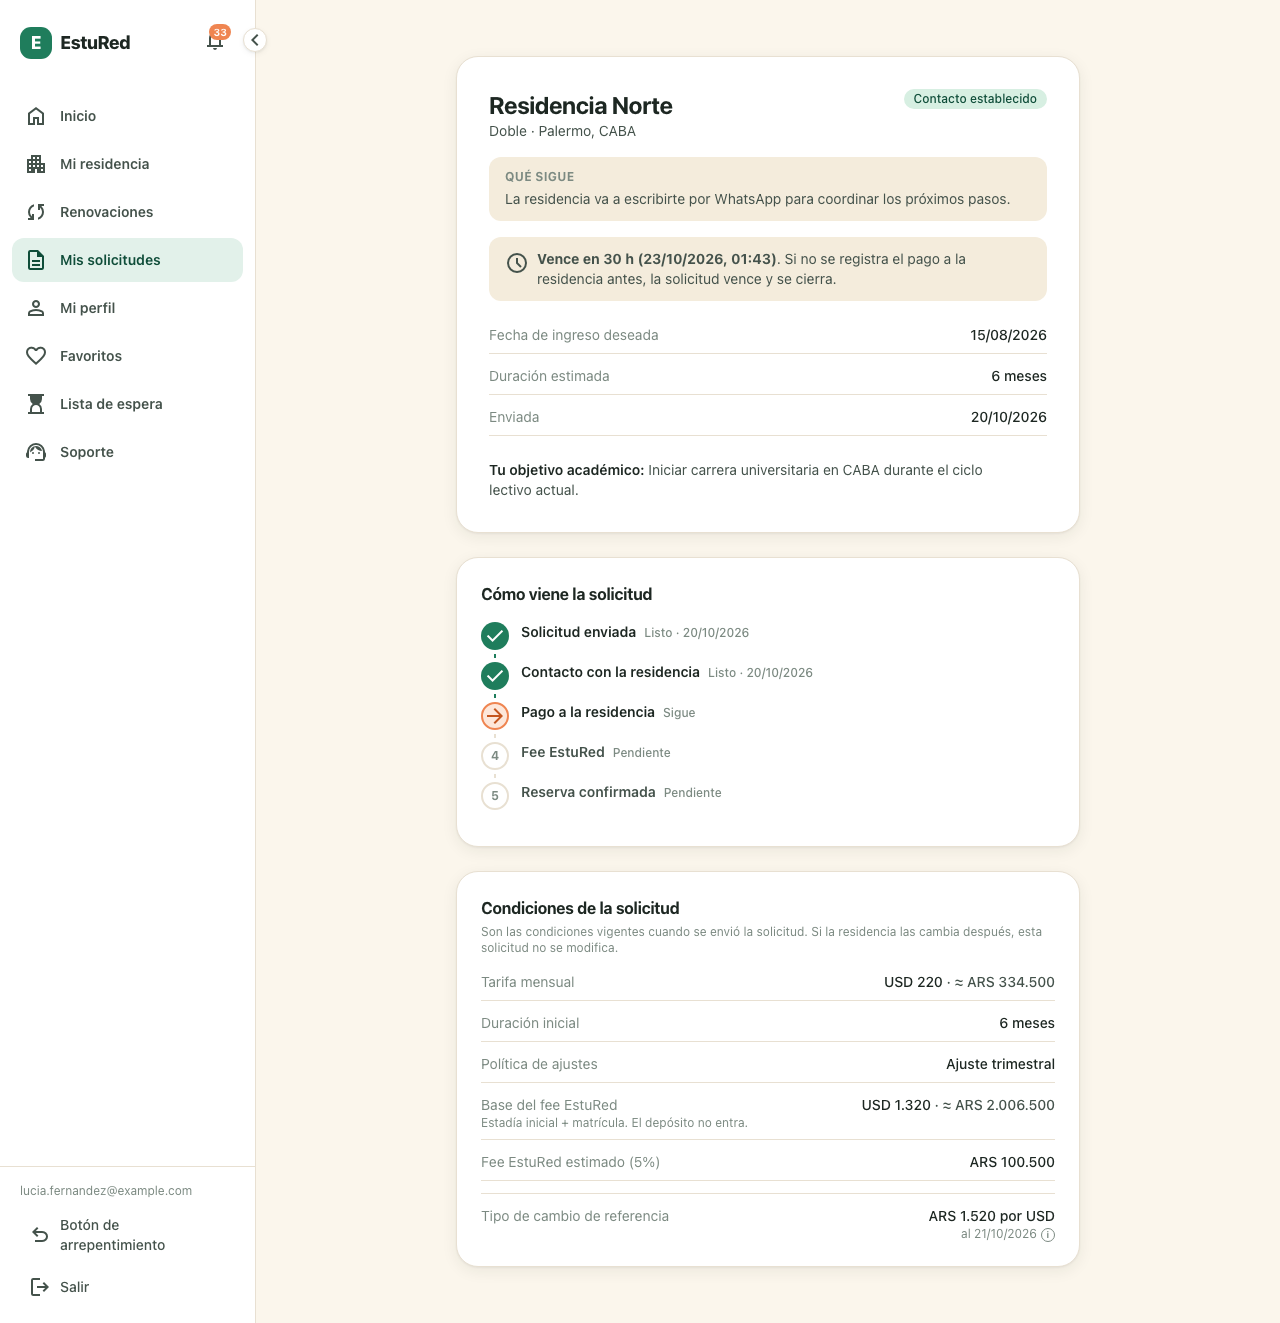 E EstuRed
33
Inicio
Mi residencia
Renovaciones
Mis solicitudes
Mi perfil
Favoritos
Lista de espera
Soporte
lucia.fernandez@example.com
Botón de
arrepentimiento
Salir
Residencia Norte
Contacto establecido
Doble · Palermo, CABA
QUÉ SIGUE
La residencia va a escribirte por WhatsApp para coordinar los próximos pasos.
Vence en 30 h (23/10/2026, 01:43). Si no se registra el pago a la
residencia antes, la solicitud vence y se cierra.
Fecha de ingreso deseada 15/08/2026
Duración estimada 6 meses
Enviada 20/10/2026
Tu objetivo académico: Iniciar carrera universitaria en CABA durante el ciclo
lectivo actual.
Cómo viene la solicitud
Solicitud enviada Listo · 20/10/2026
Contacto con la residencia Listo · 20/10/2026
Pago a la residencia Sigue
4 Fee EstuRed Pendiente
5 Reserva confirmada Pendiente
Condiciones de la solicitud
Son las condiciones vigentes cuando se envió la solicitud. Si la residencia las cambia después, esta
solicitud no se modifica.
Tarifa mensual USD 220 · ≈ ARS 334.500
Duración inicial 6 meses
Política de ajustes Ajuste trimestral
Base del fee EstuRed USD 1.320 · ≈ ARS 2.006.500
Estadía inicial + matrícula. El depósito no entra.
Fee EstuRed estimado (5%) ARS 100.500
Tipo de cambio de referencia ARS 1.520 por USD
al 21/10/2026